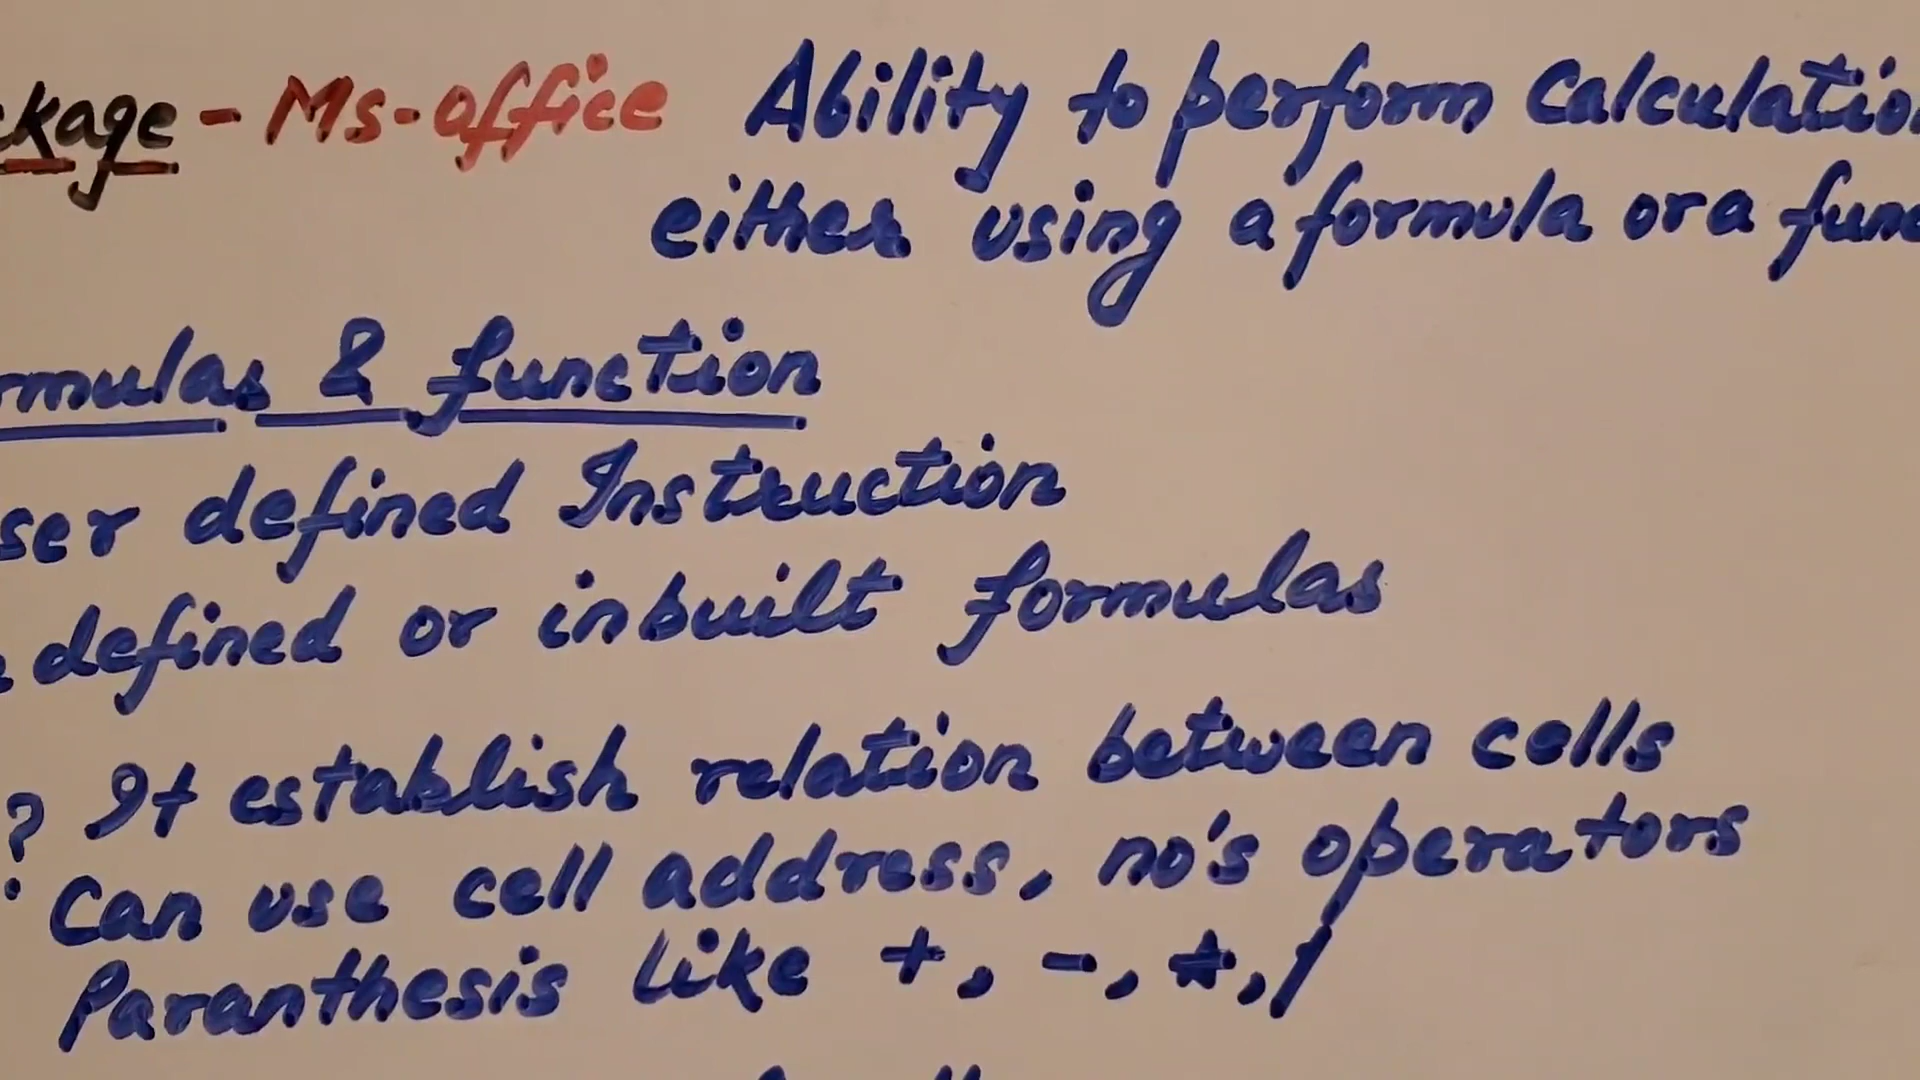 ckage - Ms-office Ability to perform Calculatio
either using a formula or a func
rmulas & function
ser defined Instruction
defined or inbuilt formulas
? It establish relation between cells
Can use cell address, no's operators
Paranthesis like +, -, *, /